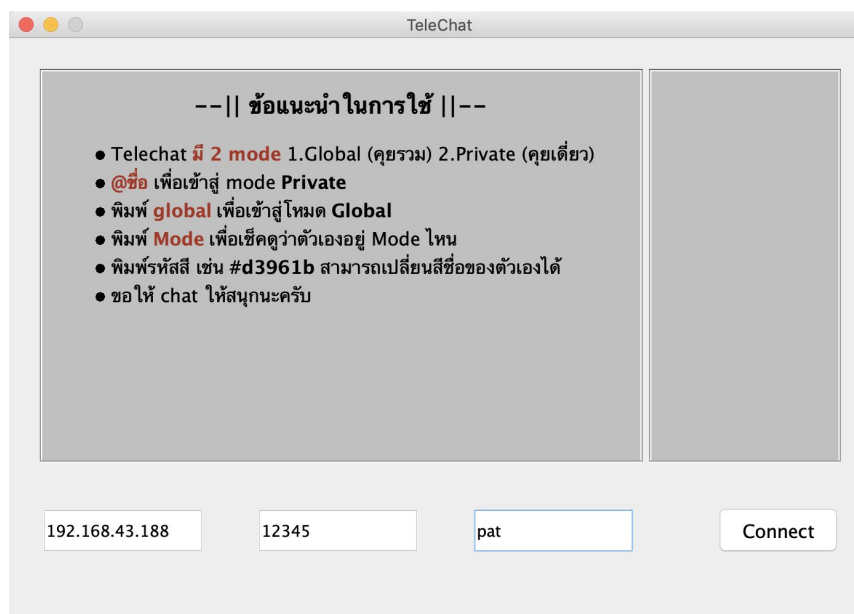 TeleChat
--|| ข้อแนะนำในการใช้ ||--
● Telechat มี 2 mode 1.Global (คุยรวม) 2.Private (คุยเดี่ยว)
● @ชื่อ เพื่อเข้าสู่ mode Private
● พิมพ์ global เพื่อเข้าสู่โหมด Global
● พิมพ์ Mode เพื่อเช็คดูว่าตัวเองอยู่ Mode ไหน
● พิมพ์รหัสสี เช่น #d3961b สามารถเปลี่ยนสีชื่อของตัวเองได้
● ขอให้ chat ให้สนุกนะครับ
192.168.43.188 12345 pat Connect